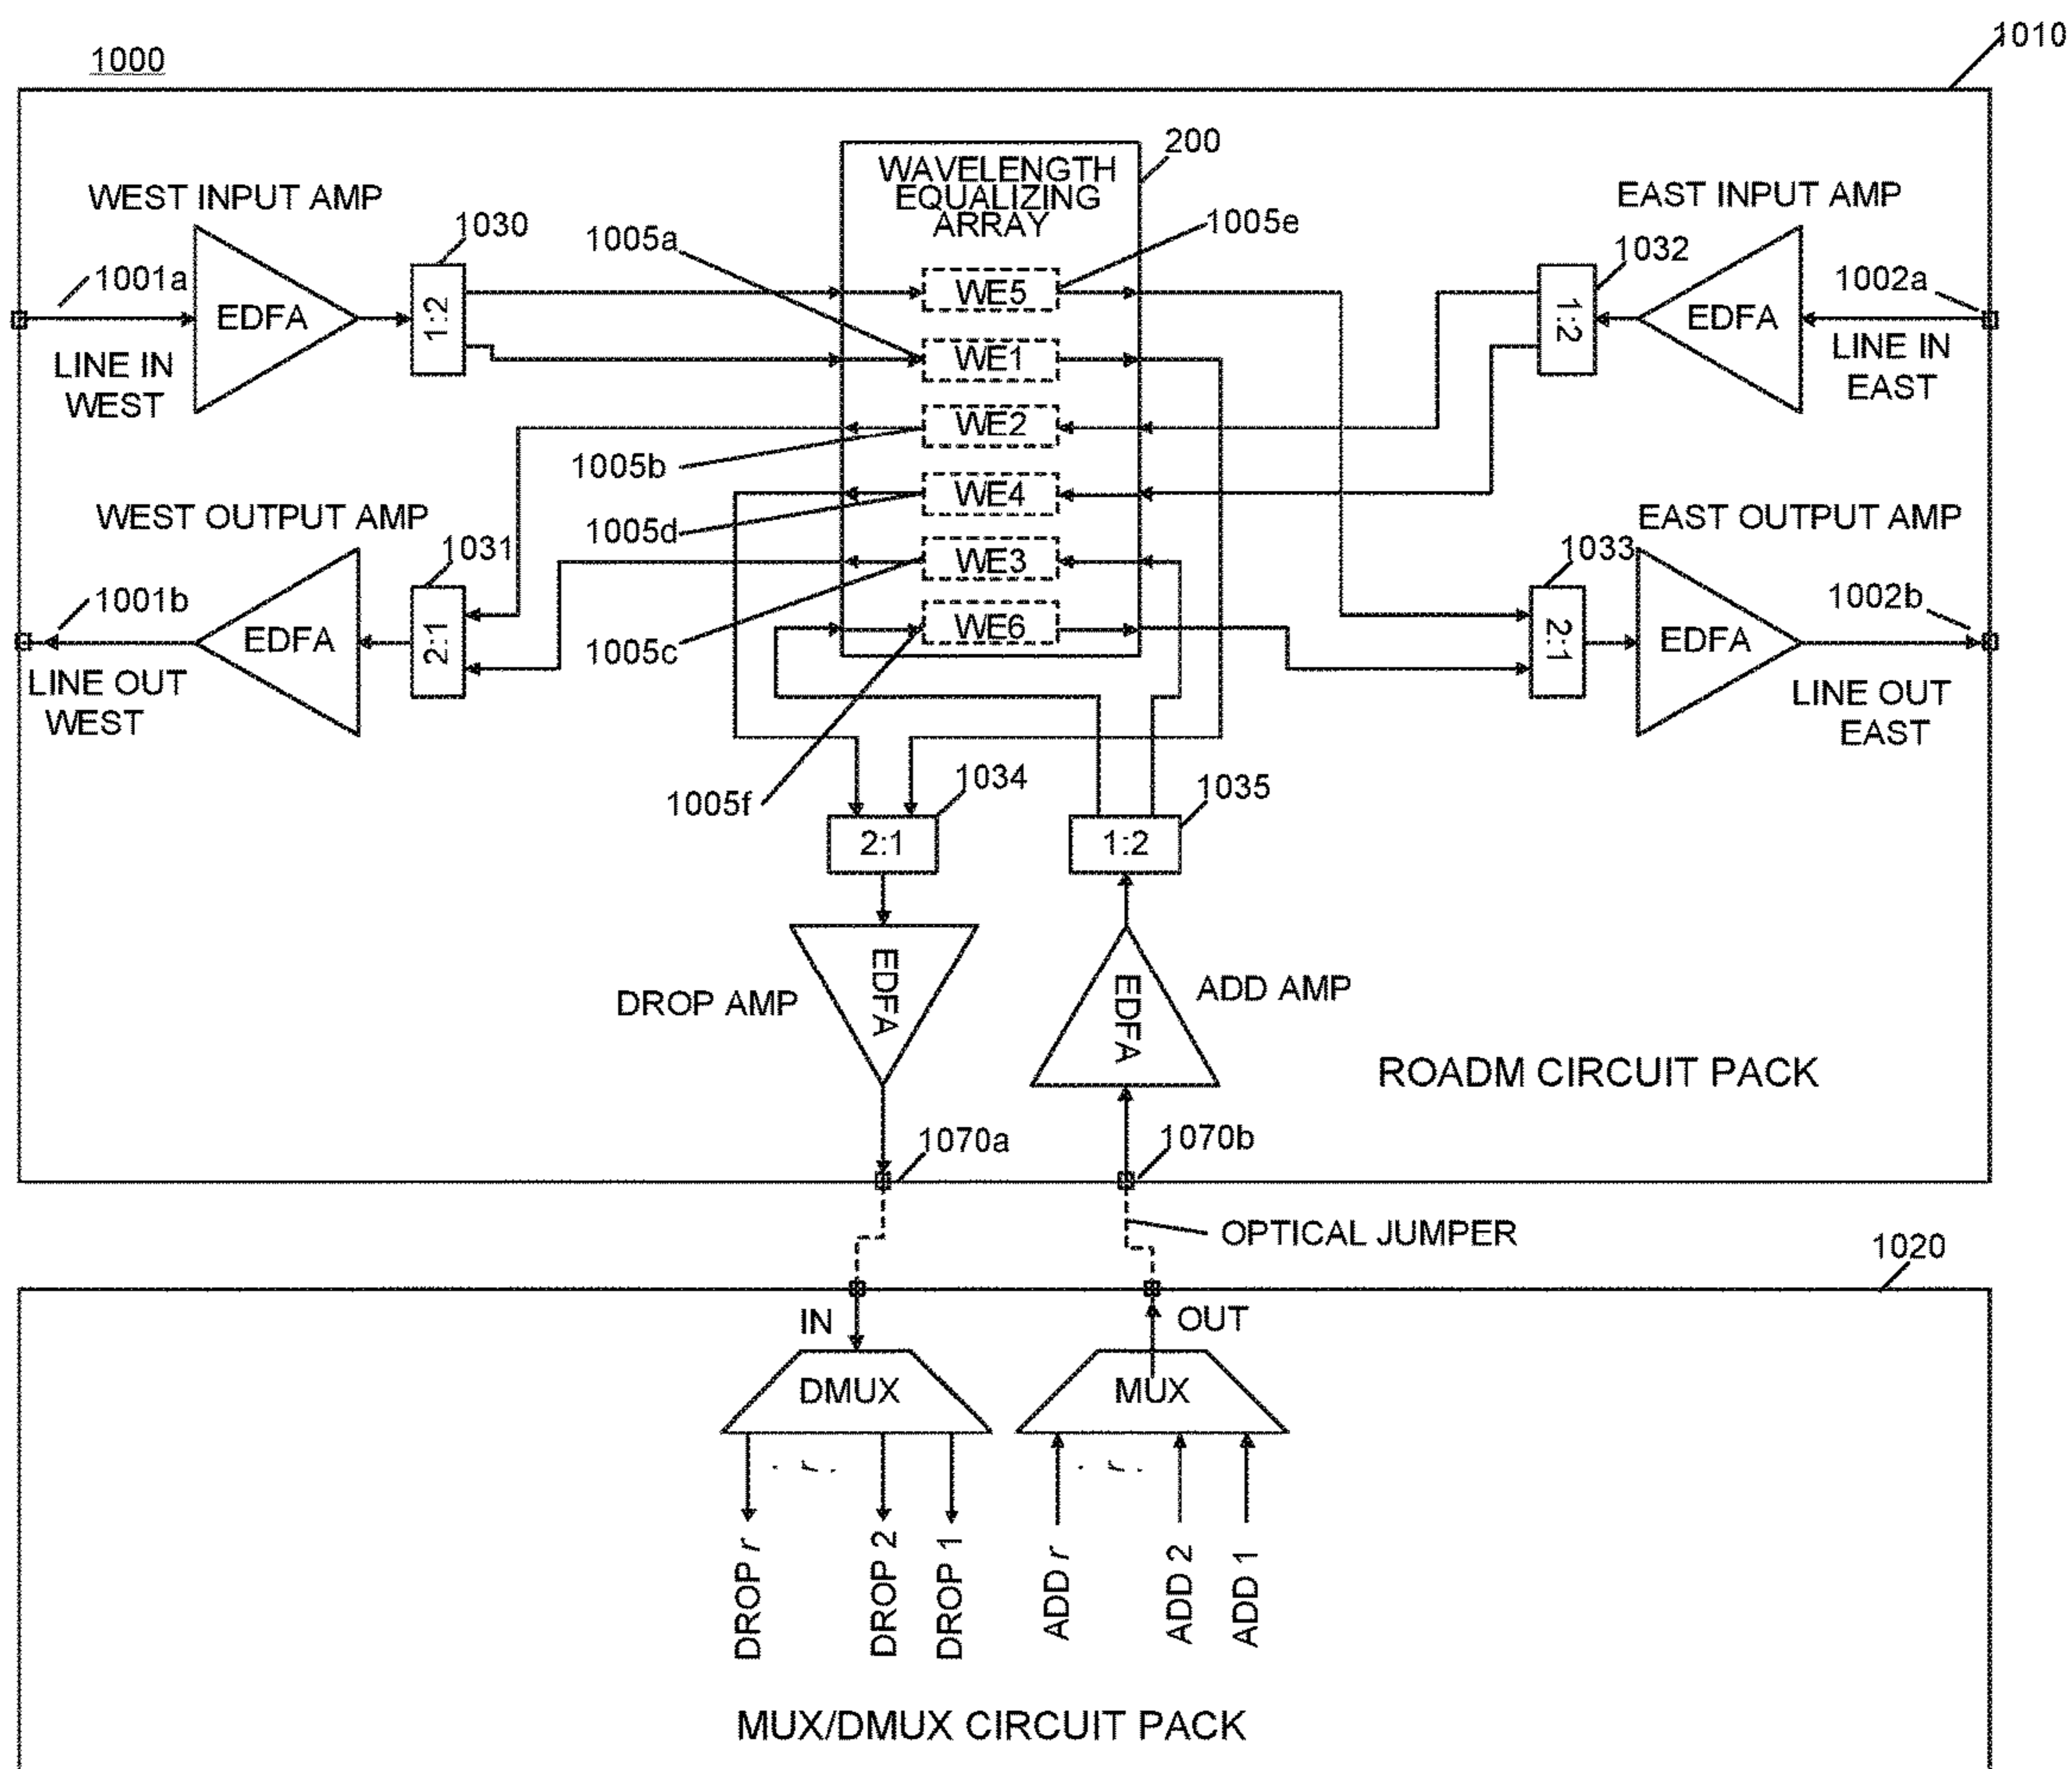 1000
1010
200
WAVELENGTH
EQUALIZING
ARRAY
WEST INPUT AMP
EAST INPUT AMP
1030
1005a
1005e
1032
1001a
1002a
EDFA
1:2
WE5
1:2
EDFA
LINE IN
WEST
WE1
LINE IN
EAST
WE2
1005b
WE4
WEST OUTPUT AMP
1005d
EAST OUTPUT AMP
1031
WE3
1033
1001b
1002b
EDFA
2:1
WE6
2:1
EDFA
1005c
LINE OUT
WEST
LINE OUT
EAST
1005f
1034
1035
2:1
1:2
EDFA
EDFA
DROP AMP
ADD AMP
ROADM CIRCUIT PACK
1070a
1070b
OPTICAL JUMPER
1020
IN
OUT
DMUX
MUX
. r .
. r .
DROP r
DROP 2
DROP 1
ADD r
ADD 2
ADD 1
MUX/DMUX CIRCUIT PACK